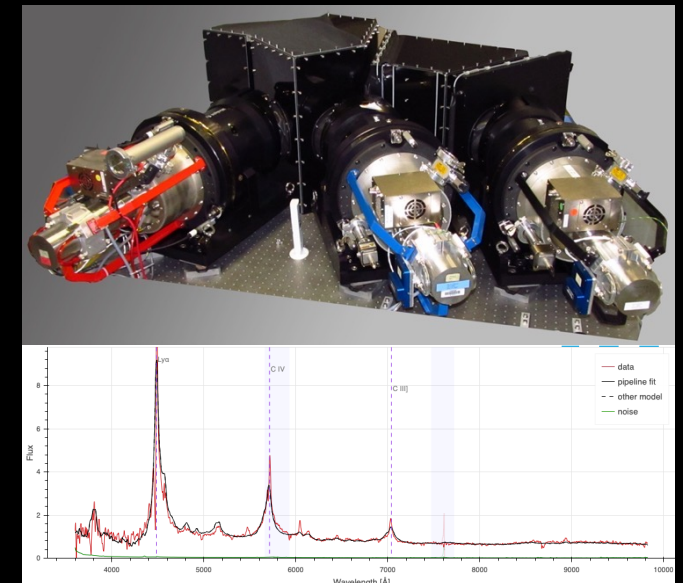 Lyα
C IV
C III]
data
pipeline fit
other model
noise
Flux
8
6
4
2
0
4000 5000 6000 7000 8000 9000 10000
Wavelength [Å]